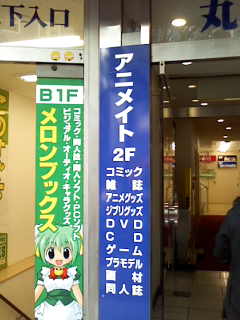 下入口
丸
B1F
コミック・同人誌・同人ソフト・PCソフト
ビジュアル・オーディオ・キャラグッズ
メロンブックス
アニメイト
2F
コミック
雑誌
アニメグッズ
ジブリグッズ
DVD
CD
ゲーム
プラモデル
画材
同人誌